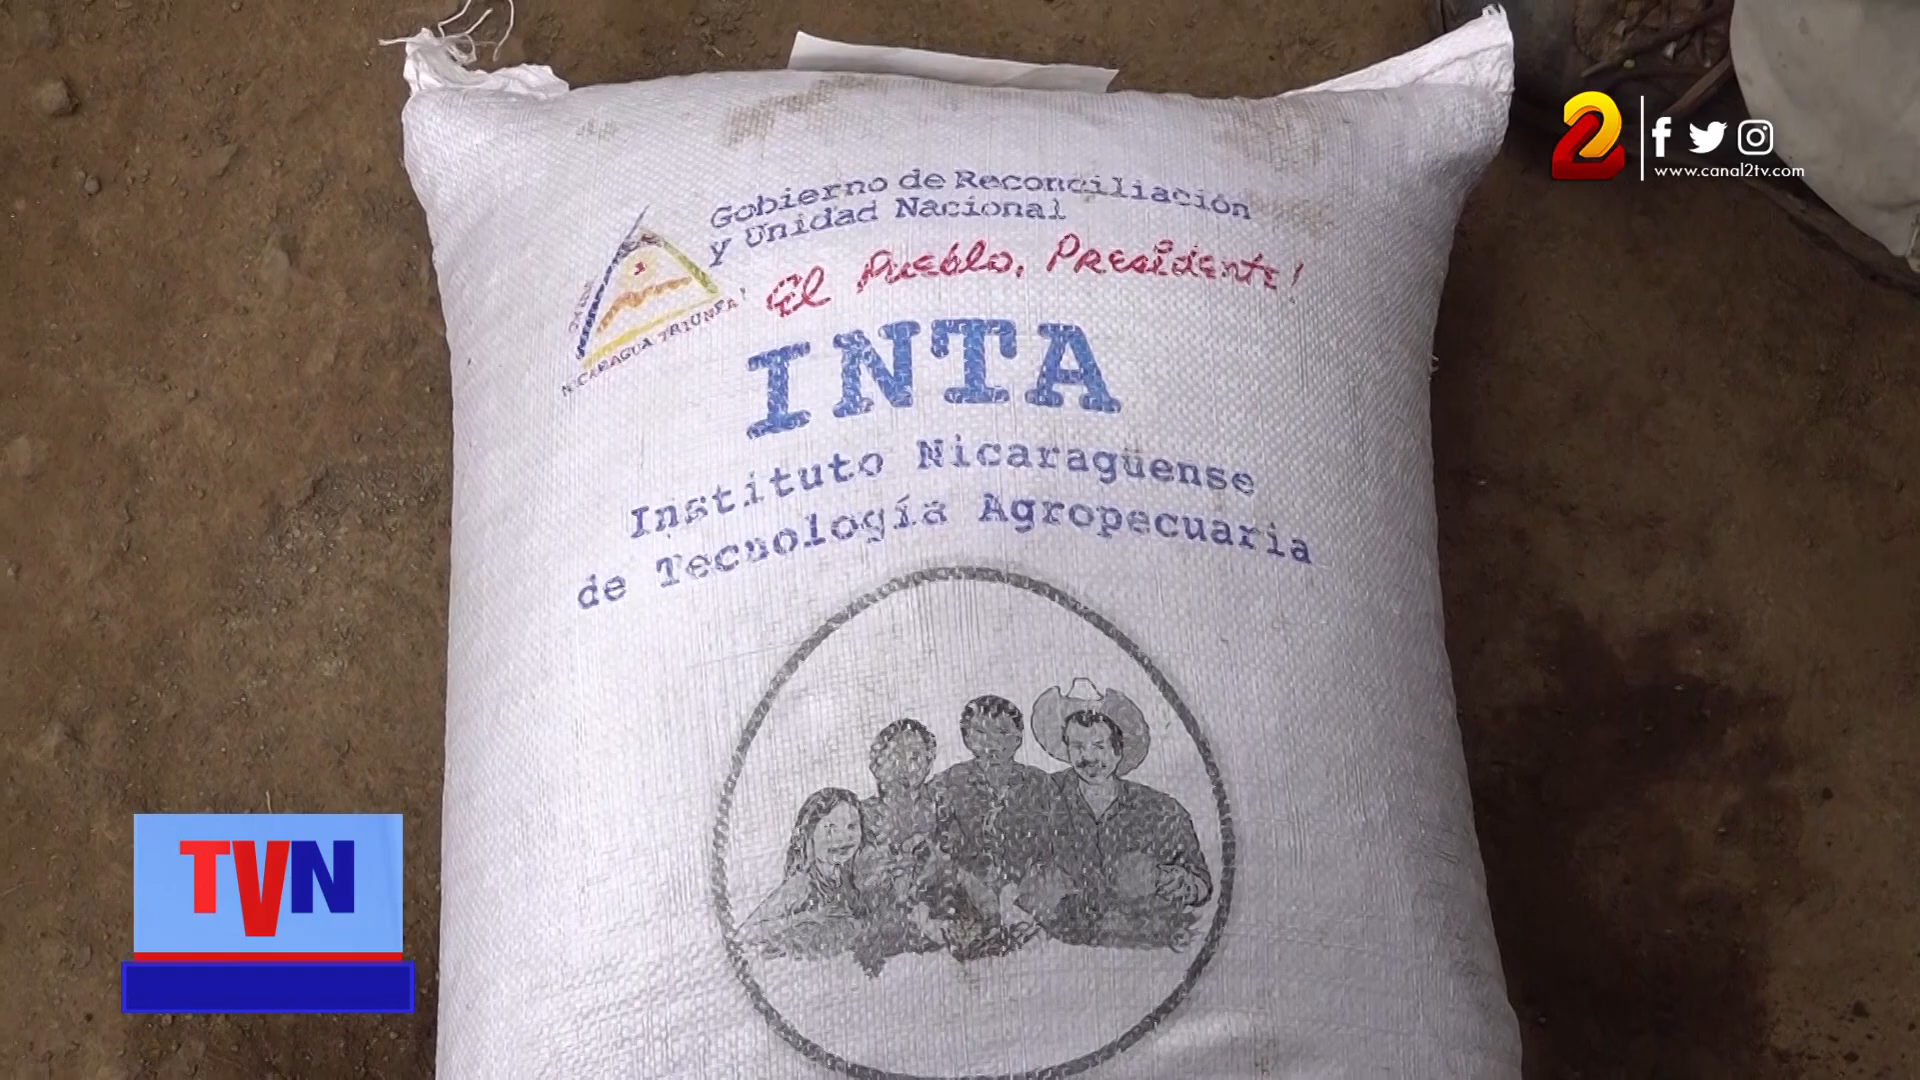 Gobierno de Reconciliación
y Unidad Nacional
El Pueblo, Presidente!
NICARAGUA TRIUNFA!
INTA
Instituto Nicaragüense
de Tecnología Agropecuaria
2
www.canal2tv.com
TVN